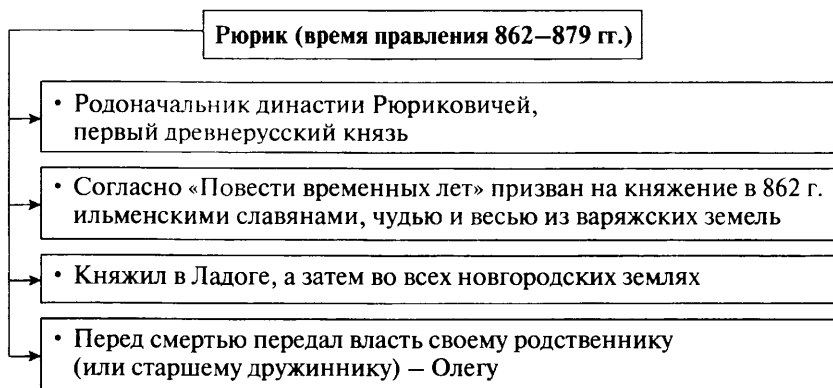 Рюрик (время правления 862–879 гг.)
• Родоначальник династии Рюриковичей,
первый древнерусский князь
• Согласно «Повести временных лет» призван на княжение в 862 г.
ильменскими славянами, чудью и весью из варяжских земель
• Княжил в Ладоге, а затем во всех новгородских землях
• Перед смертью передал власть своему родственнику
(или старшему дружиннику) – Олегу